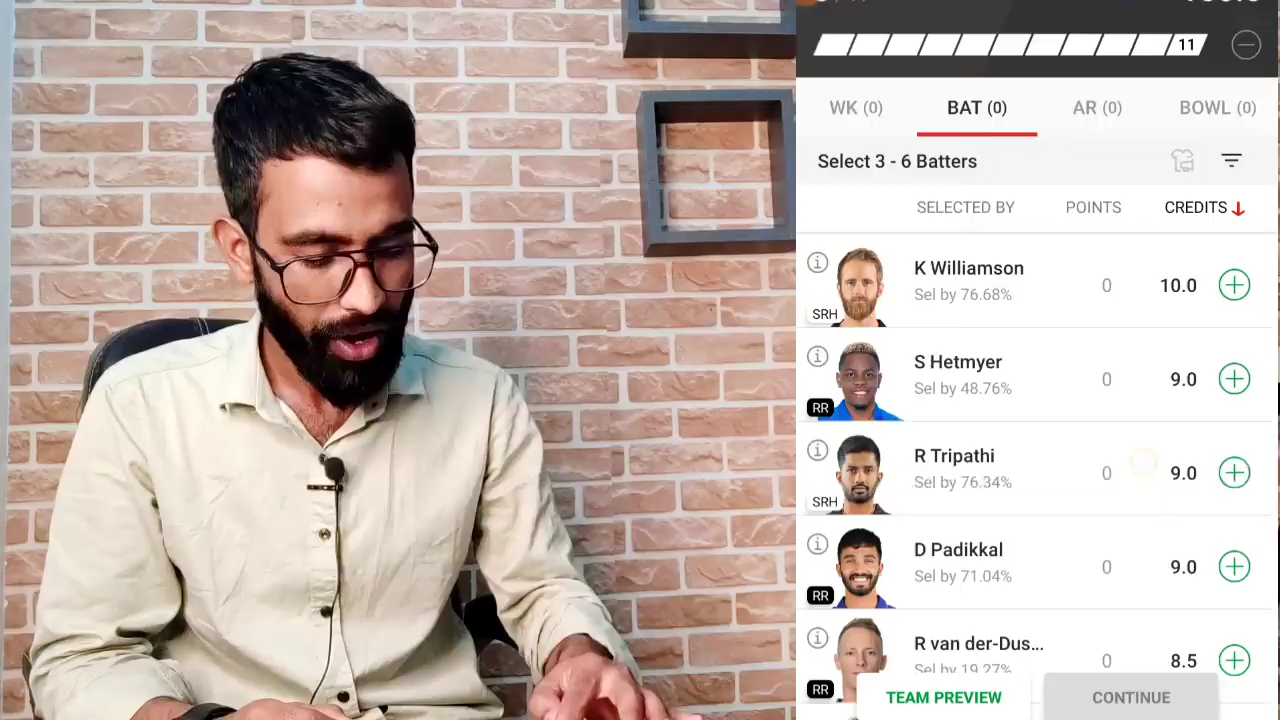 11
WK (0) BAT (0) AR (0) BOWL (0)
Select 3 - 6 Batters
SELECTED BY POINTS CREDITS
K Williamson
Sel by 76.68%
0 10.0
SRH
S Hetmyer
Sel by 48.76%
0 9.0
RR
R Tripathi
Sel by 76.34%
0 9.0
SRH
D Padikkal
Sel by 71.04%
0 9.0
RR
R van der-Dus...
Sel by 19.27%
0 8.5
RR
TEAM PREVIEW CONTINUE